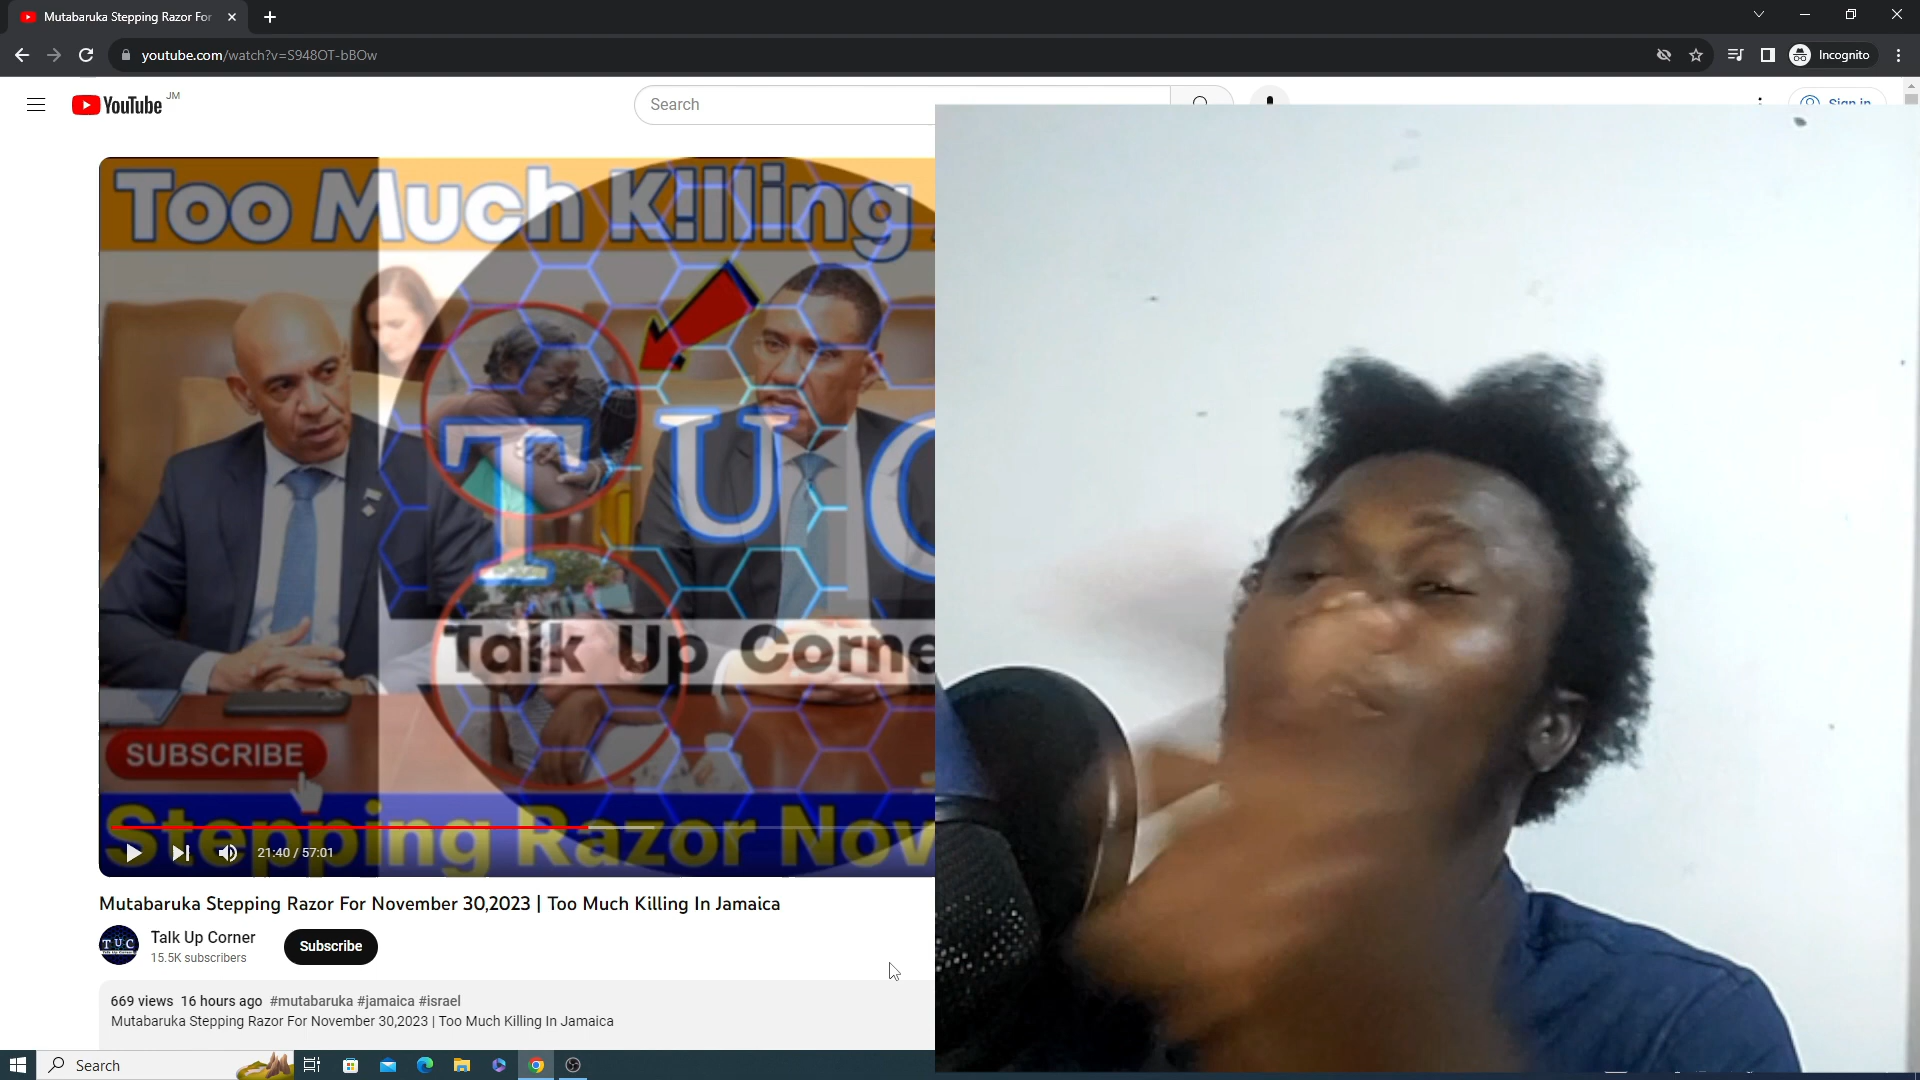 Mutabaruka Stepping Razor For
youtube.com/watch?v=S948OT-bBOw
Incognito
YouTube JM
Search
Sign in
Too Much K!lling
T U C
Talk Up Corne
SUBSCRIBE
Stepping Razor Nov
21:40 / 57:01
Mutabaruka Stepping Razor For November 30,2023 | Too Much Killing In Jamaica
TUC
Talk Up Corner
15.5K subscribers
Subscribe
669 views 16 hours ago #mutabaruka #jamaica #israel
Mutabaruka Stepping Razor For November 30,2023 | Too Much Killing In Jamaica
Search